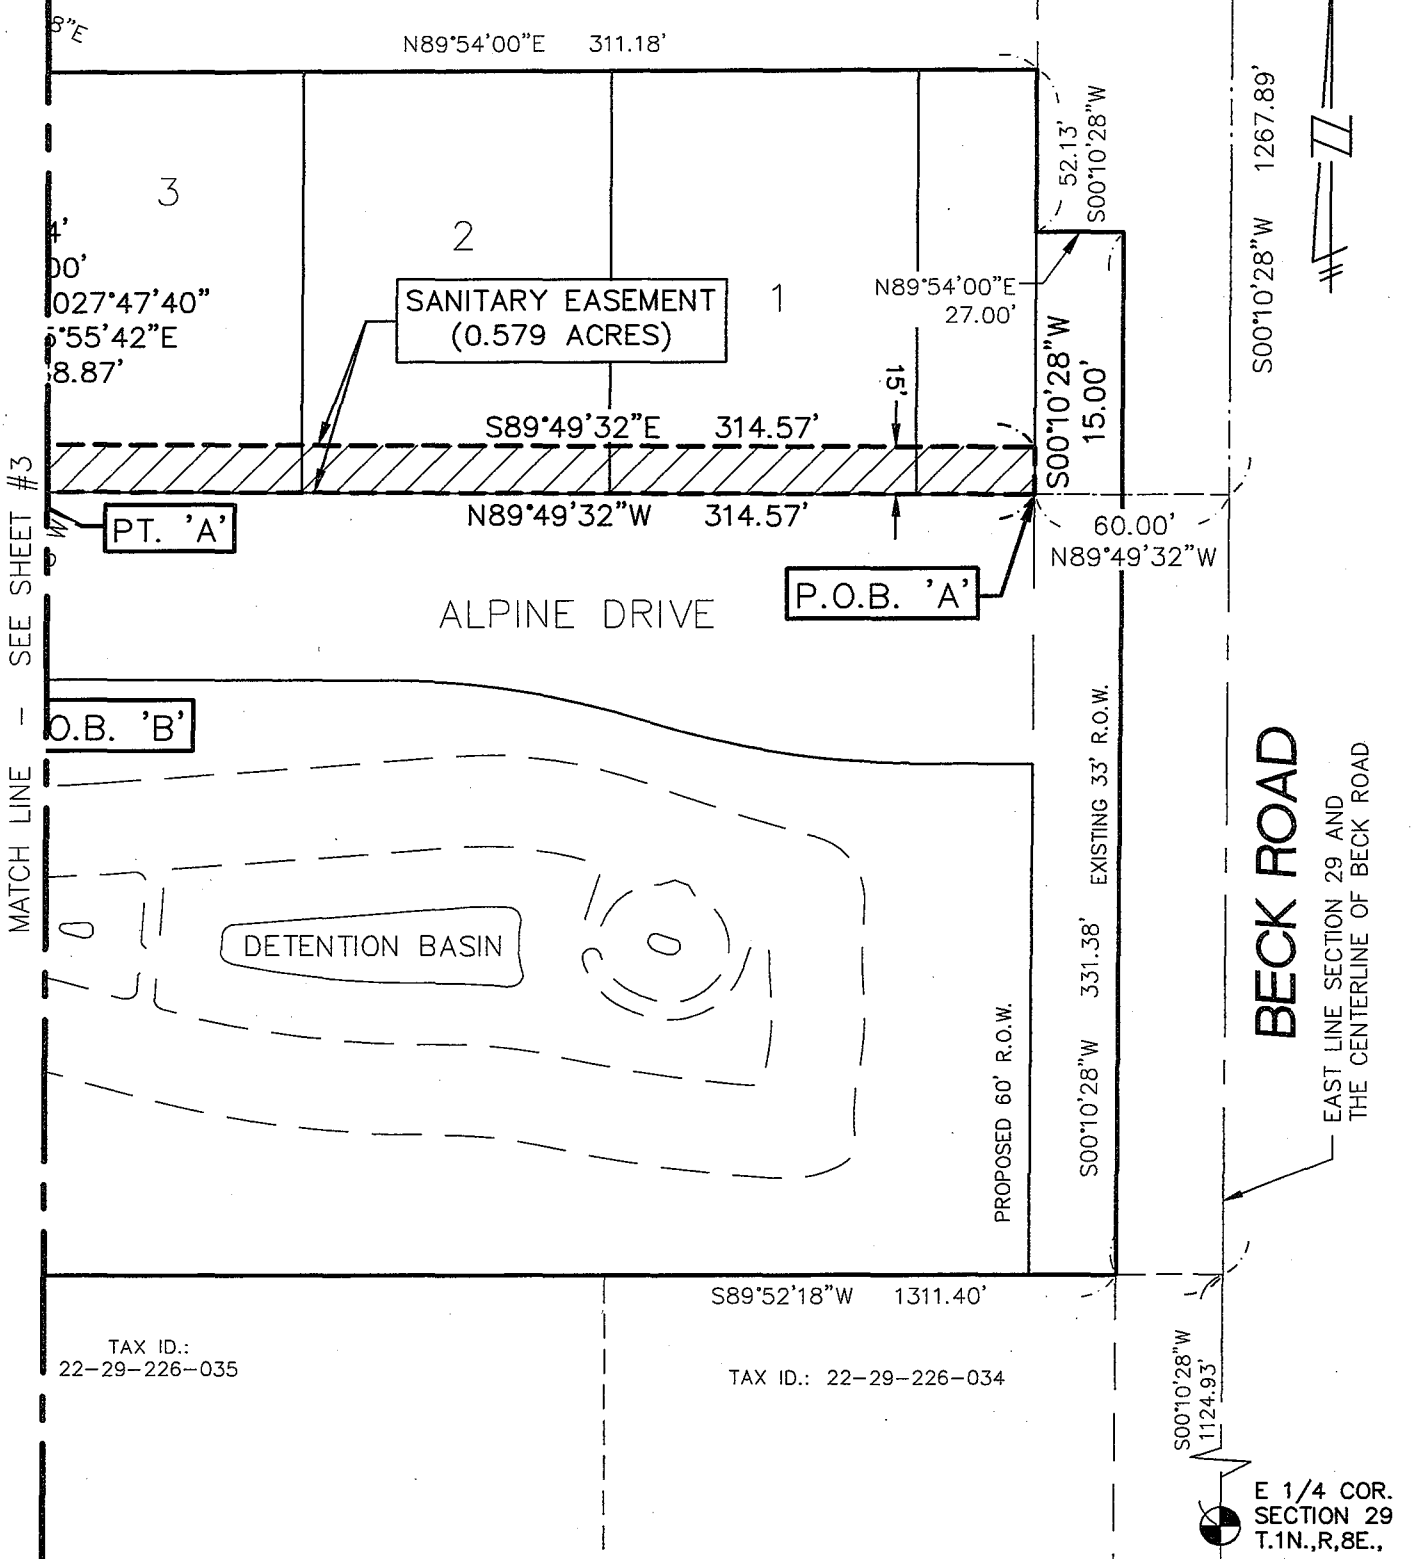 8"E
N89°54'00"E 311.18'
52.13'
S00°10'28"W
S00°10'28"W 1267.89'
3
2
1
4'
00'
027°47'40"
5°55'42"E
8.87'
SANITARY EASEMENT
(0.579 ACRES)
N89°54'00"E
27.00'
S00°10'28"W
15.00'
15'
S89°49'32"E 314.57'
N89°49'32"W 314.57'
PT. 'A'
W
60.00'
N89°49'32"W
P.O.B. 'A'
ALPINE DRIVE
MATCH LINE - SEE SHEET #3
O.B. 'B'
DETENTION BASIN
PROPOSED 60' R.O.W.
S00°10'28"W 331.38' EXISTING 33' R.O.W.
BECK ROAD
EAST LINE SECTION 29 AND
THE CENTERLINE OF BECK ROAD
S89°52'18"W 1311.40'
TAX ID.:
22-29-226-035
TAX ID.: 22-29-226-034
S00°10'28"W
1124.93'
E 1/4 COR.
SECTION 29
T.1N.,R,8E.,